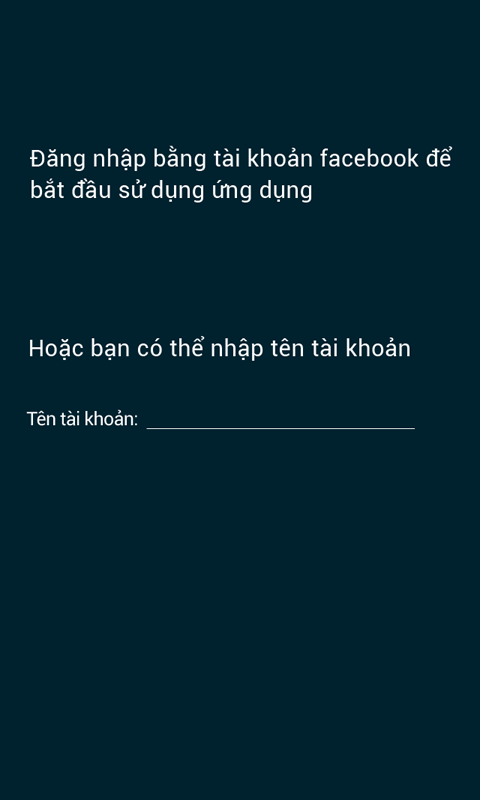 Đăng nhập bằng tài khoản facebook để
bắt đầu sử dụng ứng dụng
Hoặc bạn có thể nhập tên tài khoản
Tên tài khoản: